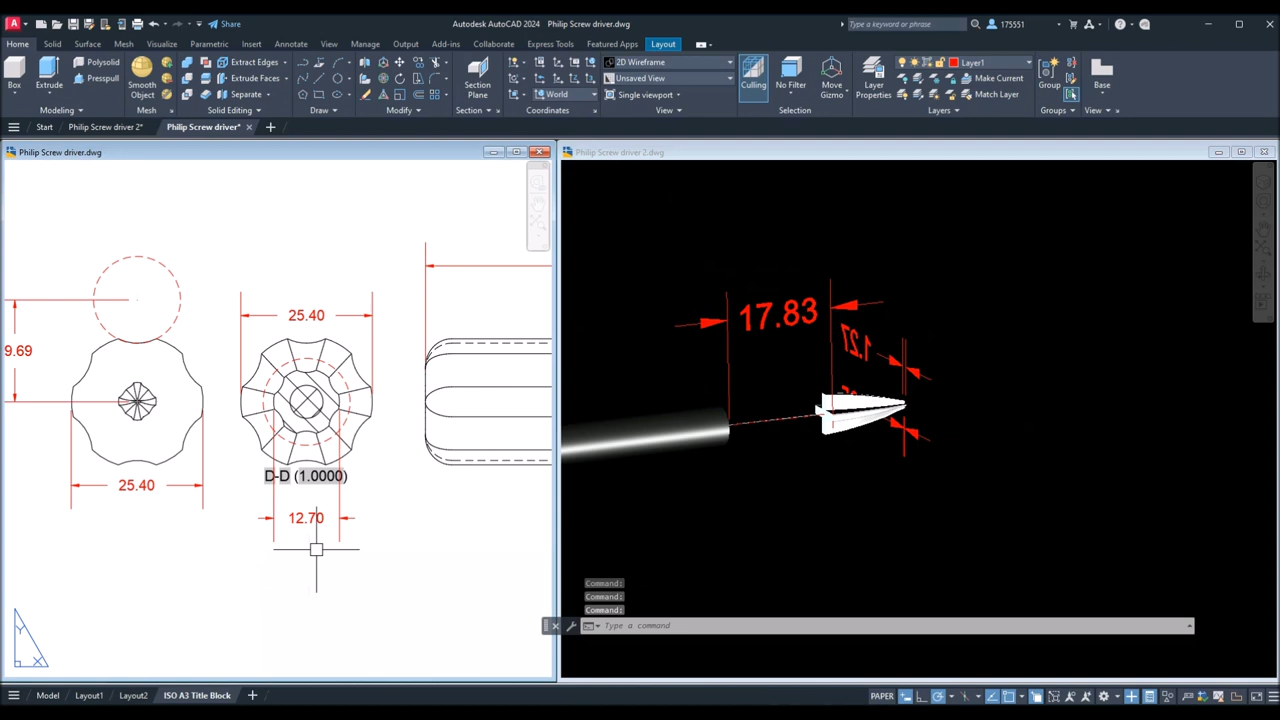 Share
Autodesk AutoCAD 2024 Philip Screw driver.dwg
Type a keyword or phrase
175551
Home Solid Surface Mesh Visualize Parametric Insert Annotate View Manage Output Add-ins Collaborate Express Tools Featured Apps Layout
Box
Extrude
Polysolid
Presspull
Modeling
Smooth
Object
Mesh
Extract Edges
Extrude Faces
Separate
Solid Editing
Draw
Modify
Section
Plane
Section
World
Coordinates
2D Wireframe
Unsaved View
Single viewport
View
Culling
No Filter
Move
Gizmo
Selection
Layer
Properties
Layer1
Make Current
Match Layer
Layers
Group
Groups
Base
View
Start Philip Screw driver 2* Philip Screw driver*
Philip Screw driver.dwg
Philip Screw driver 2.dwg
25.40
9.69
25.40
D-D (1.0000)
12.70
17.83
1.27
Command:
Command:
Command:
Type a command
Y
X
Model Layout1 Layout2 ISO A3 Title Block
PAPER